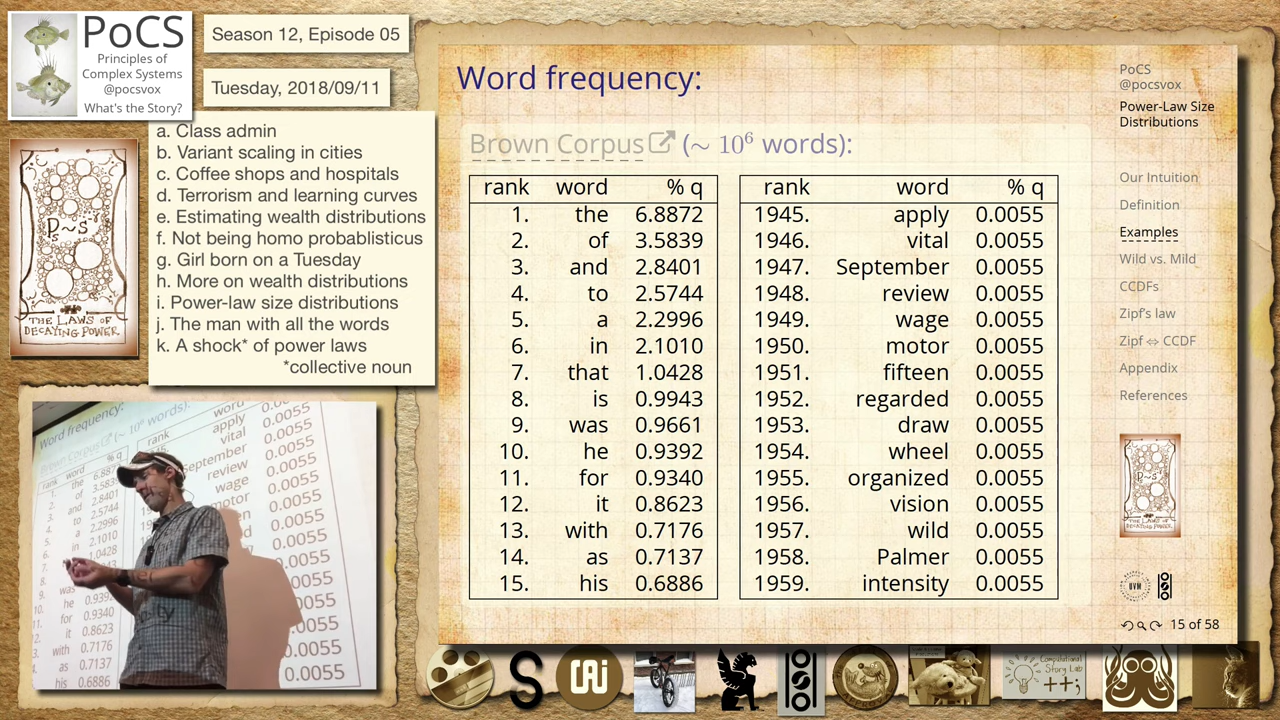 PoCS
Principles of
Complex Systems
@pocsvox
What's the Story?
Season 12, Episode 05
Tuesday, 2018/09/11
a. Class admin
b. Variant scaling in cities
c. Coffee shops and hospitals
d. Terrorism and learning curves
e. Estimating wealth distributions
f. Not being homo probablisticus
g. Girl born on a Tuesday
h. More on wealth distributions
i. Power-law size distributions
j. The man with all the words
k. A shock* of power laws
*collective noun
THE LAWS OF
DECAYING POWER
Word frequency:
Brown Corpus (~ 10⁶ words):
rank word % q
1. the 6.8872
2. of 3.5839
3. and 2.8401
4. to 2.5744
5. a 2.2996
6. in 2.1010
7. that 1.0428
8. is 0.9943
9. was 0.9661
10. he 0.9392
11. for 0.9340
12. it 0.8623
13. with 0.7176
14. as 0.7137
15. his 0.6886
rank word % q
1945. apply 0.0055
1946. vital 0.0055
1947. September 0.0055
1948. review 0.0055
1949. wage 0.0055
1950. motor 0.0055
1951. fifteen 0.0055
1952. regarded 0.0055
1953. draw 0.0055
1954. wheel 0.0055
1955. organized 0.0055
1956. vision 0.0055
1957. wild 0.0055
1958. Palmer 0.0055
1959. intensity 0.0055
PoCS
@pocsvox
Power-Law Size
Distributions
Our Intuition
Definition
Examples
Wild vs. Mild
CCDFs
Zipf's law
Zipf ⇔ CCDF
Appendix
References
15 of 58
Computational
Story Lab
++;